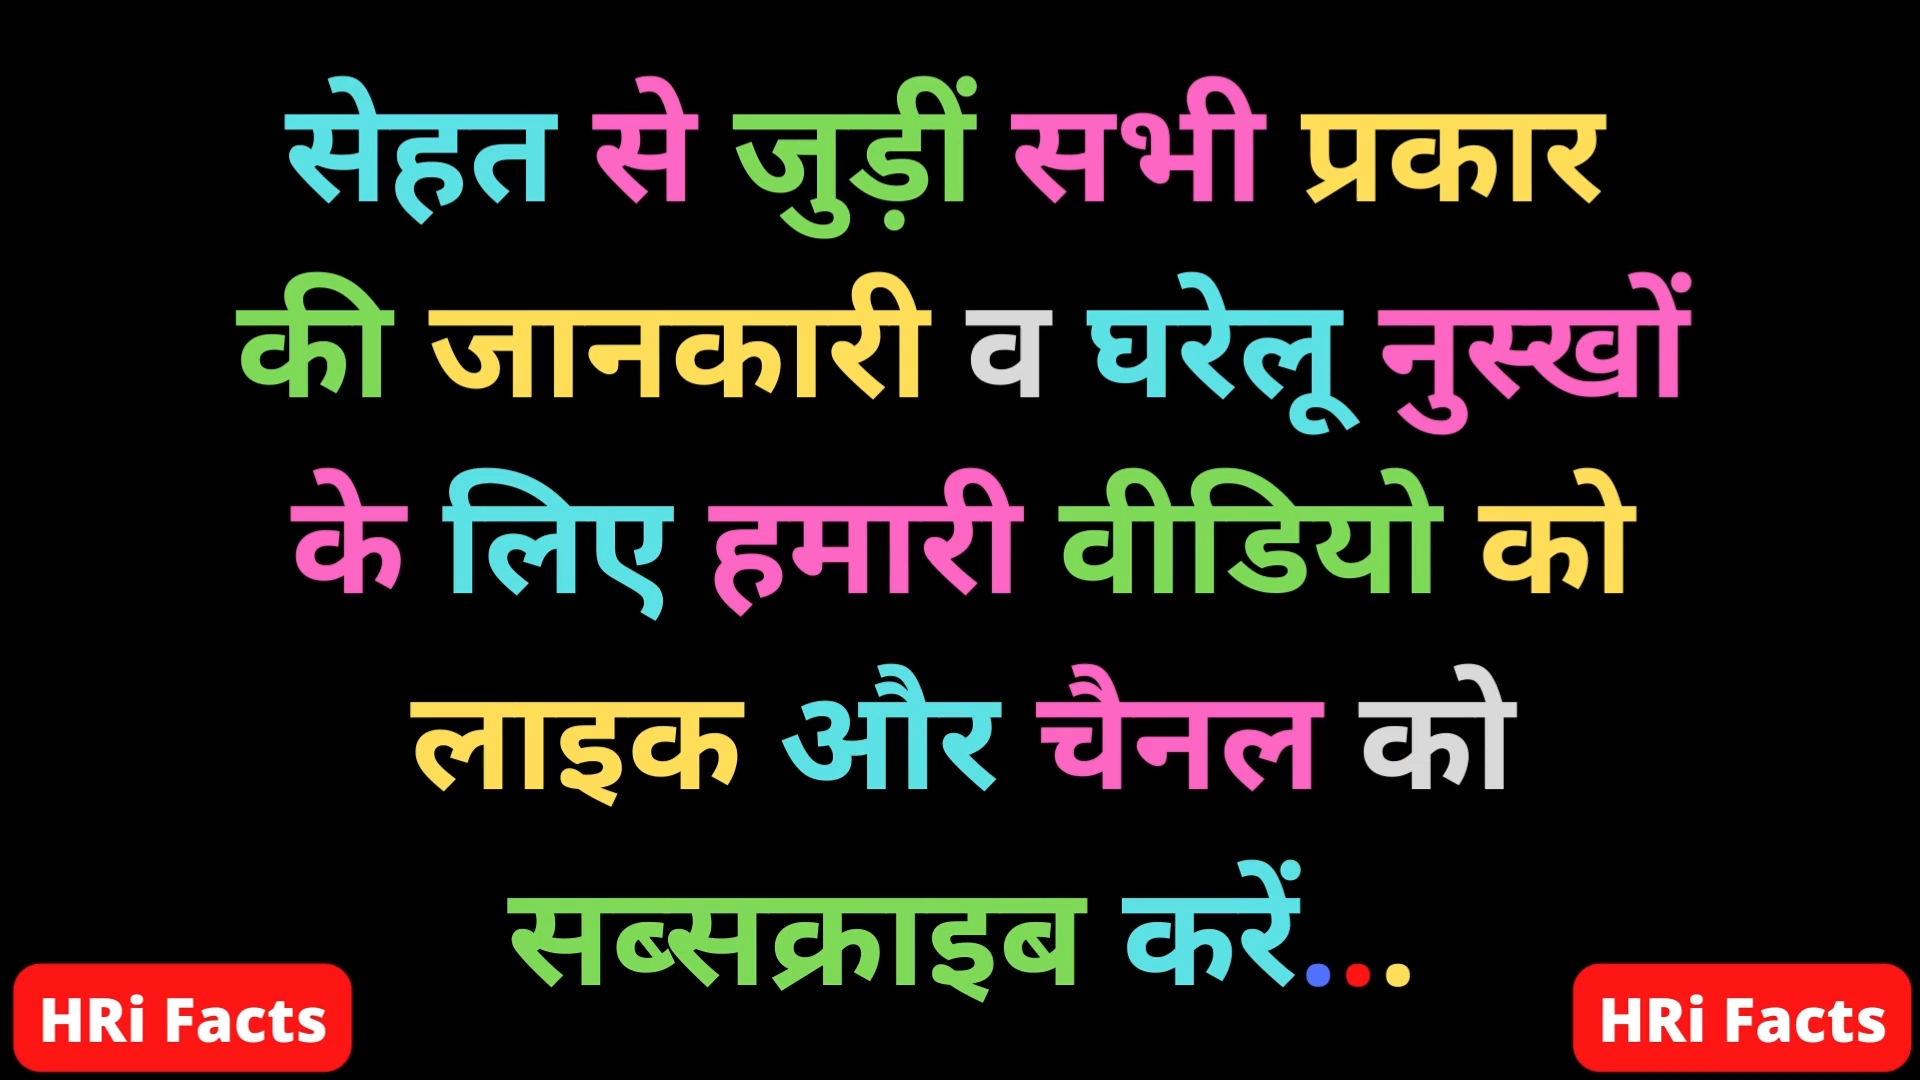 सेहत से जुड़ीं सभी प्रकार
की जानकारी व घरेलू नुस्खों
के लिए हमारी वीडियो को
लाइक और चैनल को
सब्सक्राइब करें...
HRi Facts
HRi Facts